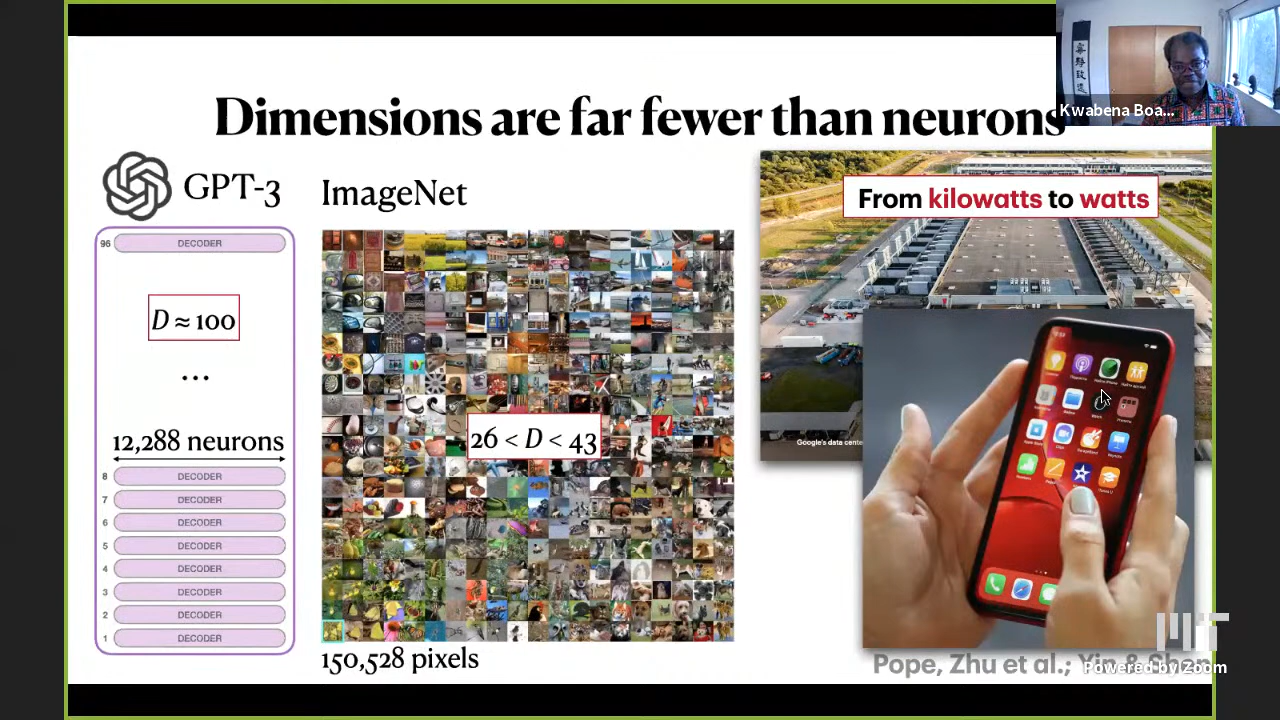 Dimensions are far fewer than neurons
Kwabena Boa...
GPT-3
ImageNet
From kilowatts to watts
96 DECODER
D ≈ 100
...
26 < D < 43
12,288 neurons
Google's data cente
8 DECODER
7 DECODER
6 DECODER
5 DECODER
4 DECODER
3 DECODER
2 DECODER
1 DECODER
150,528 pixels
Pope, Zhu et al.;
MIT
Powered by Zoom